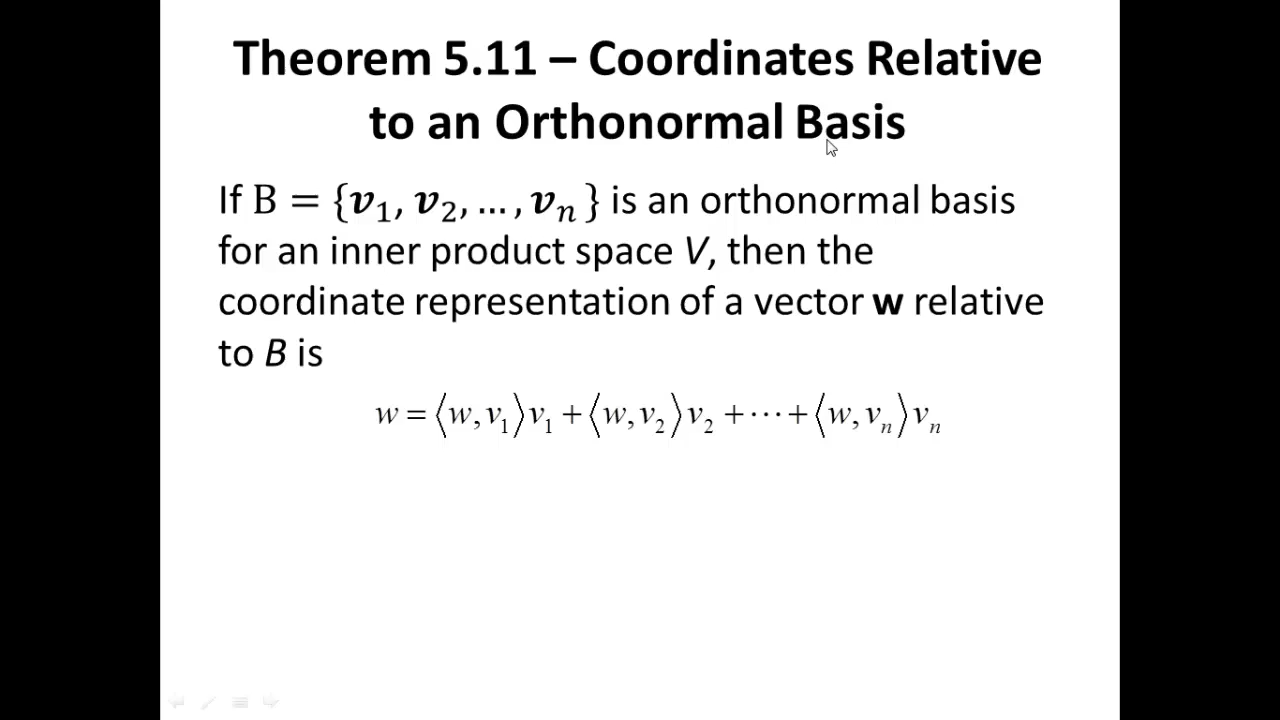 Theorem 5.11 – Coordinates Relative
to an Orthonormal Basis
If B = {𝒗₁, 𝒗₂, … , 𝒗ₙ } is an orthonormal basis
for an inner product space V, then the
coordinate representation of a vector w relative
to B is
w = ⟨w, v₁⟩v₁ + ⟨w, v₂⟩v₂ + ⋯ + ⟨w, vₙ⟩vₙ